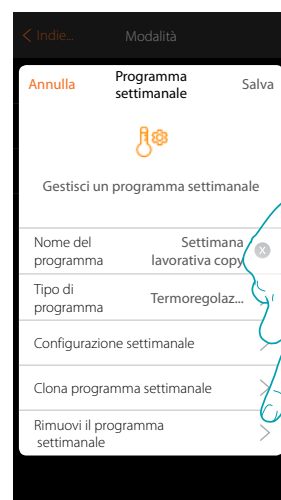 < Indie...
Modalità
Annulla
Programma
settimanale
Salva
Gestisci un programma settimanale
Nome del
programma
Settimana
lavorativa copy
Tipo di
programma
Termoregolaz...
Configurazione settimanale
Clona programma settimanale
Rimuovi il programma
settimanale